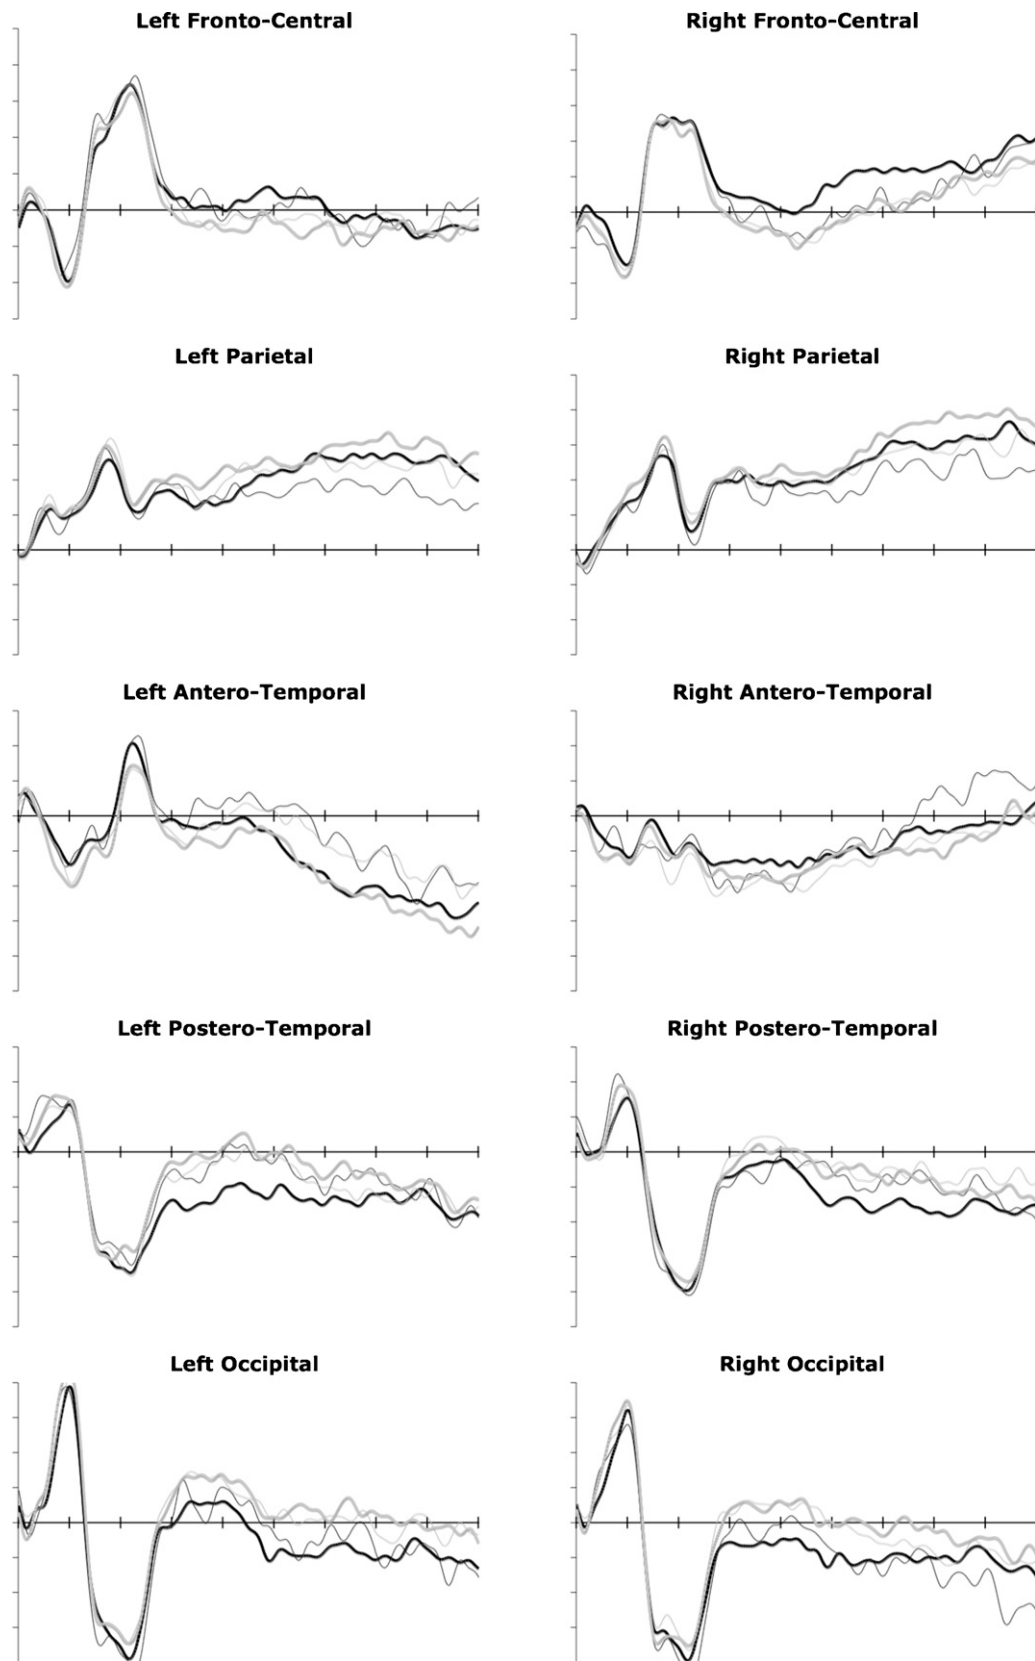 Left Fronto-Central
Right Fronto-Central
Left Parietal
Right Parietal
Left Antero-Temporal
Right Antero-Temporal
Left Postero-Temporal
Right Postero-Temporal
Left Occipital
Right Occipital